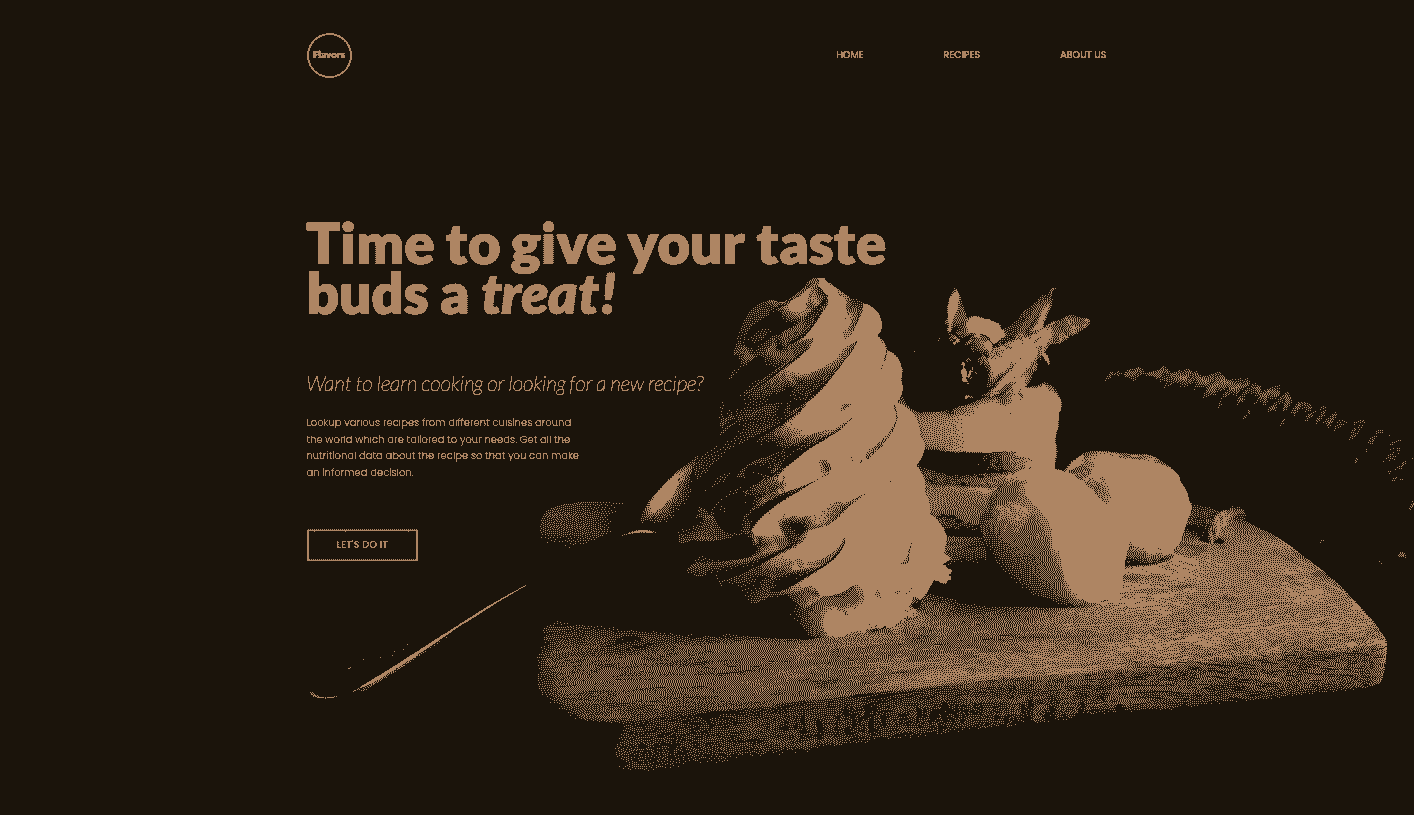 Flavors
HOME
RECIPES
ABOUT US
Time to give your taste
buds a treat!
Want to learn cooking or looking for a new recipe?
Lookup various recipes from different cuisines around
the world which are tailored to your needs. Get all the
nutritional data about the recipe so that you can make
an informed decision.
LET'S DO IT